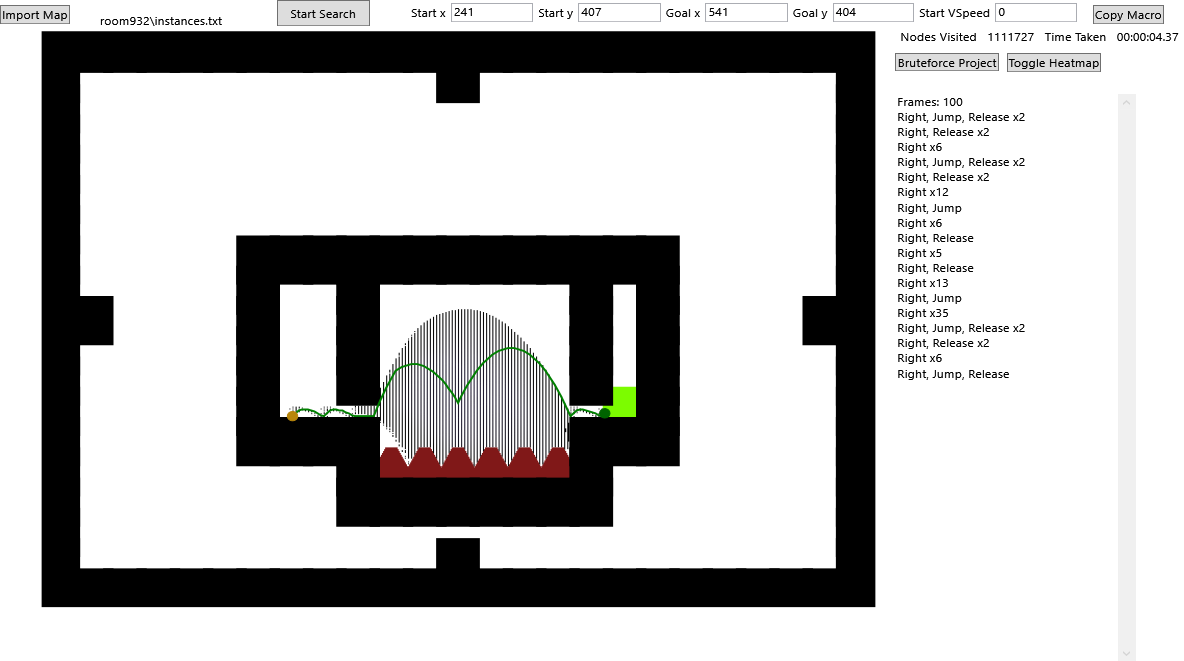 Import Map
room932\instances.txt
Start Search
Start x 241 Start y 407 Goal x 541 Goal y 404 Start VSpeed 0
Copy Macro
Nodes Visited 1111727 Time Taken 00:00:04.37
Bruteforce Project Toggle Heatmap
Frames: 100
Right, Jump, Release x2
Right, Release x2
Right x6
Right, Jump, Release x2
Right, Release x2
Right x12
Right, Jump
Right x6
Right, Release
Right x5
Right, Release
Right x13
Right, Jump
Right x35
Right, Jump, Release x2
Right, Release x2
Right x6
Right, Jump, Release